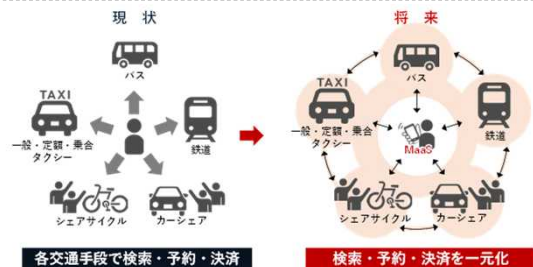 現 状
バス
TAXI
一般・定額・乗合
タクシー
鉄道
シェアサイクル
カーシェア
各交通手段で検索・予約・決済
将 来
バス
TAXI
一般・定額・乗合
タクシー
鉄道
MaaS
シェアサイクル
カーシェア
検索・予約・決済を一元化